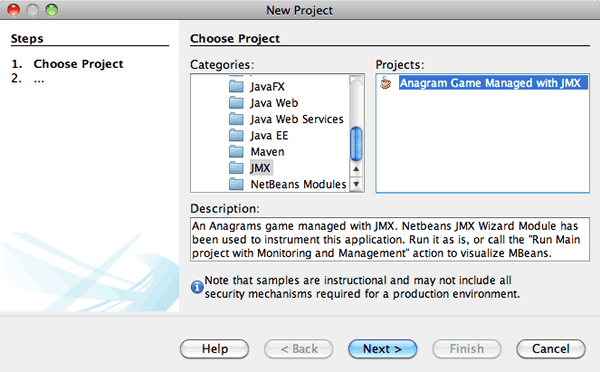 New Project
Steps
1. Choose Project
2. ...
Choose Project
Categories:
JavaFX
Java Web
Java Web Services
Java EE
Maven
JMX
NetBeans Modules
Projects:
Anagram Game Managed with JMX
Description:
An Anagrams game managed with JMX. Netbeans JMX Wizard Module has
been used to instrument this application. Run it as is, or call the "Run Main
project with Monitoring and Management" action to visualize MBeans.
Note that samples are instructional and may not include all
security mechanisms required for a production environment.
Help
< Back
Next >
Finish
Cancel